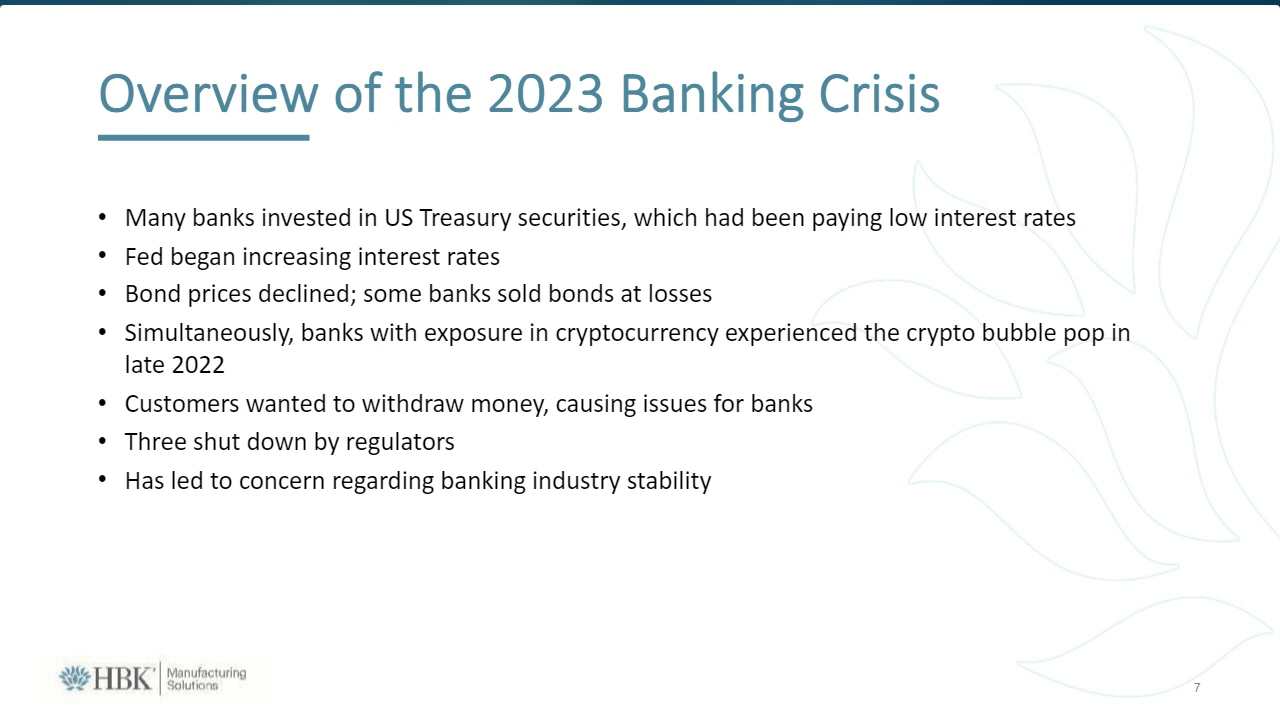 Overview of the 2023 Banking Crisis
• Many banks invested in US Treasury securities, which had been paying low interest rates
• Fed began increasing interest rates
• Bond prices declined; some banks sold bonds at losses
• Simultaneously, banks with exposure in cryptocurrency experienced the crypto bubble pop in
late 2022
• Customers wanted to withdraw money, causing issues for banks
• Three shut down by regulators
• Has led to concern regarding banking industry stability
HBK
Manufacturing
Solutions
7